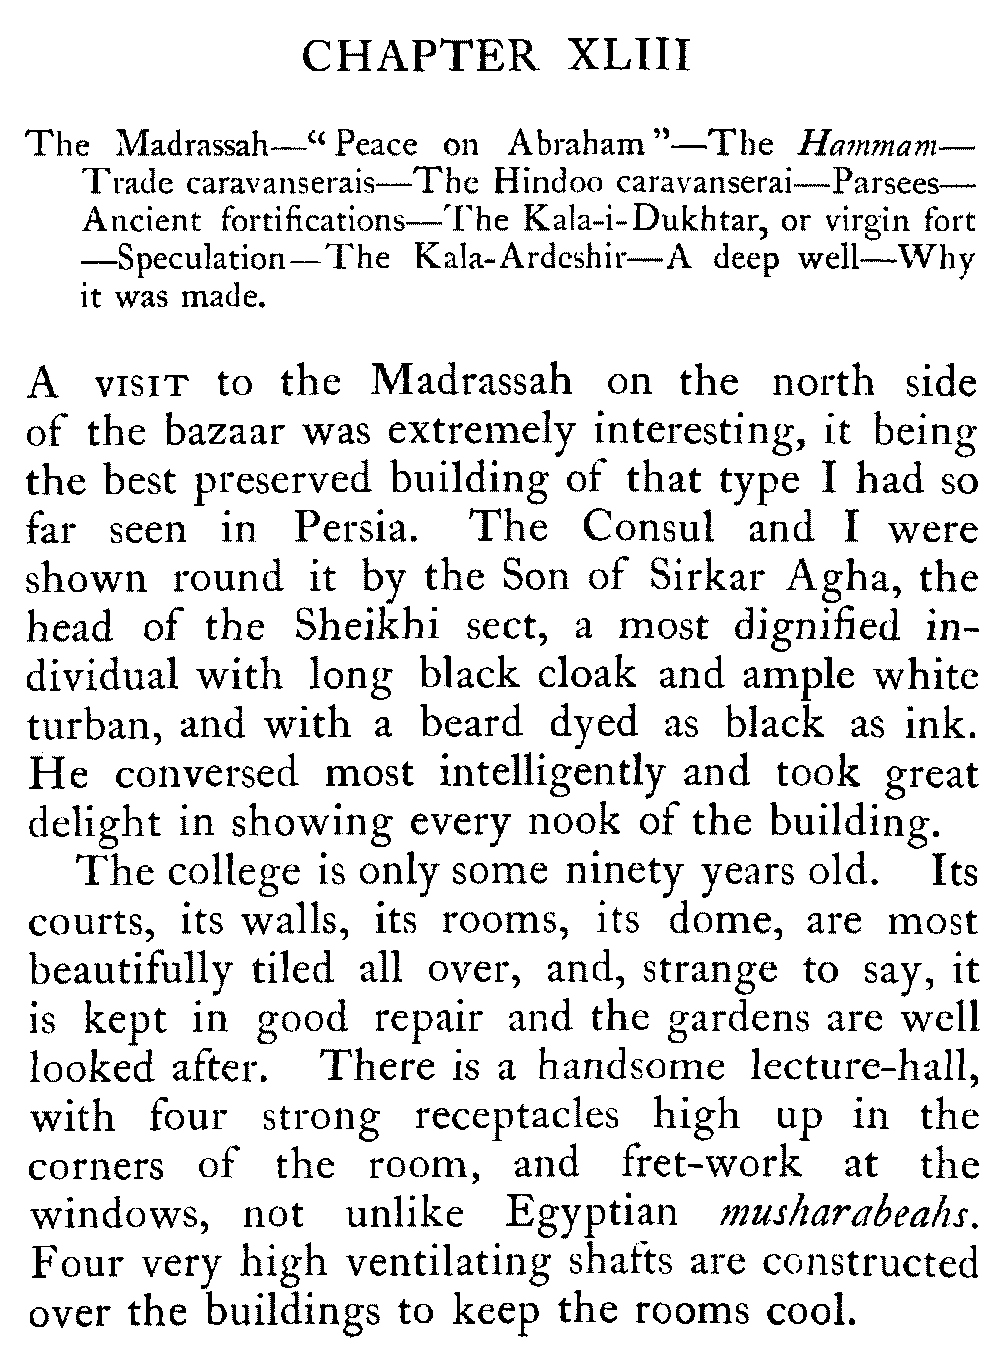 CHAPTER XLIII
The Madrassah—“Peace on Abraham”—The Hammam—
Trade caravanserais—The Hindoo caravanserai—Parsees—
Ancient fortifications—The Kala-i-Dukhtar, or virgin fort
—Speculation—The Kala-Ardeshir—A deep well—Why
it was made.
A VISIT to the Madrassah on the north side
of the bazaar was extremely interesting, it being
the best preserved building of that type I had so
far seen in Persia. The Consul and I were
shown round it by the Son of Sirkar Agha, the
head of the Sheikhi sect, a most dignified in-
dividual with long black cloak and ample white
turban, and with a beard dyed as black as ink.
He conversed most intelligently and took great
delight in showing every nook of the building.
The college is only some ninety years old. Its
courts, its walls, its rooms, its dome, are most
beautifully tiled all over, and, strange to say, it
is kept in good repair and the gardens are well
looked after. There is a handsome lecture-hall,
with four strong receptacles high up in the
corners of the room, and fret-work at the
windows, not unlike Egyptian musharabeahs.
Four very high ventilating shafts are constructed
over the buildings to keep the rooms cool.